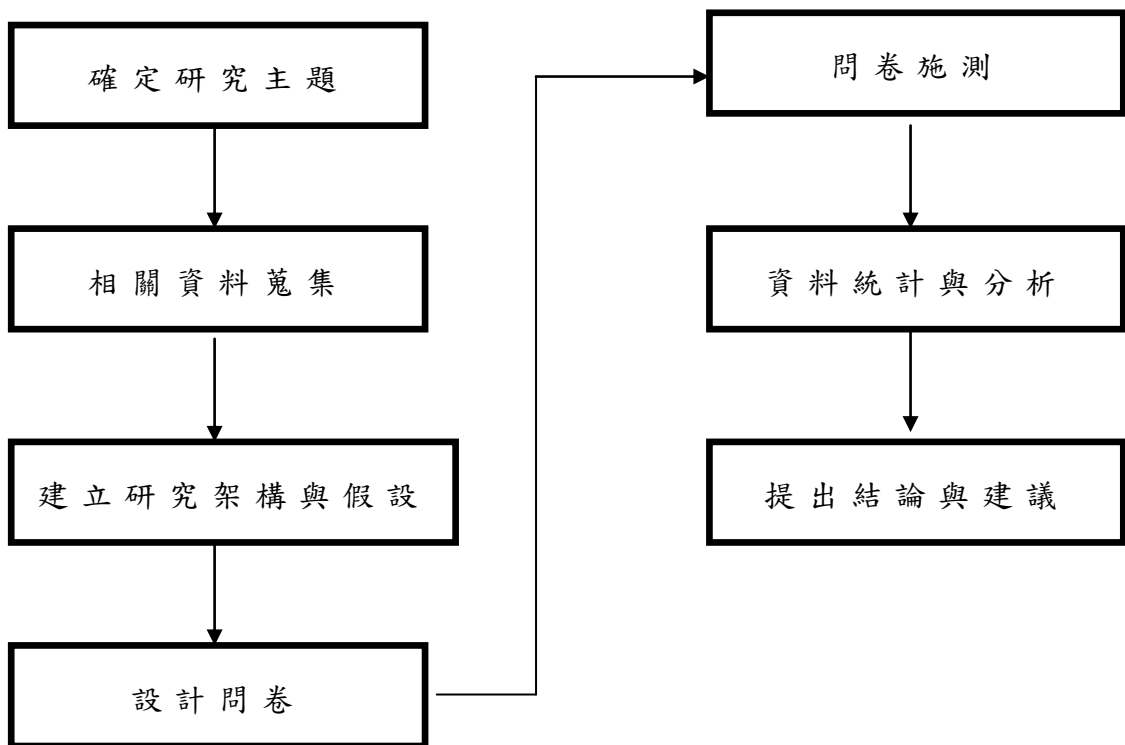 確定研究主題
相關資料蒐集
建立研究架構與假設
設計問卷
問卷施測
資料統計與分析
提出結論與建議